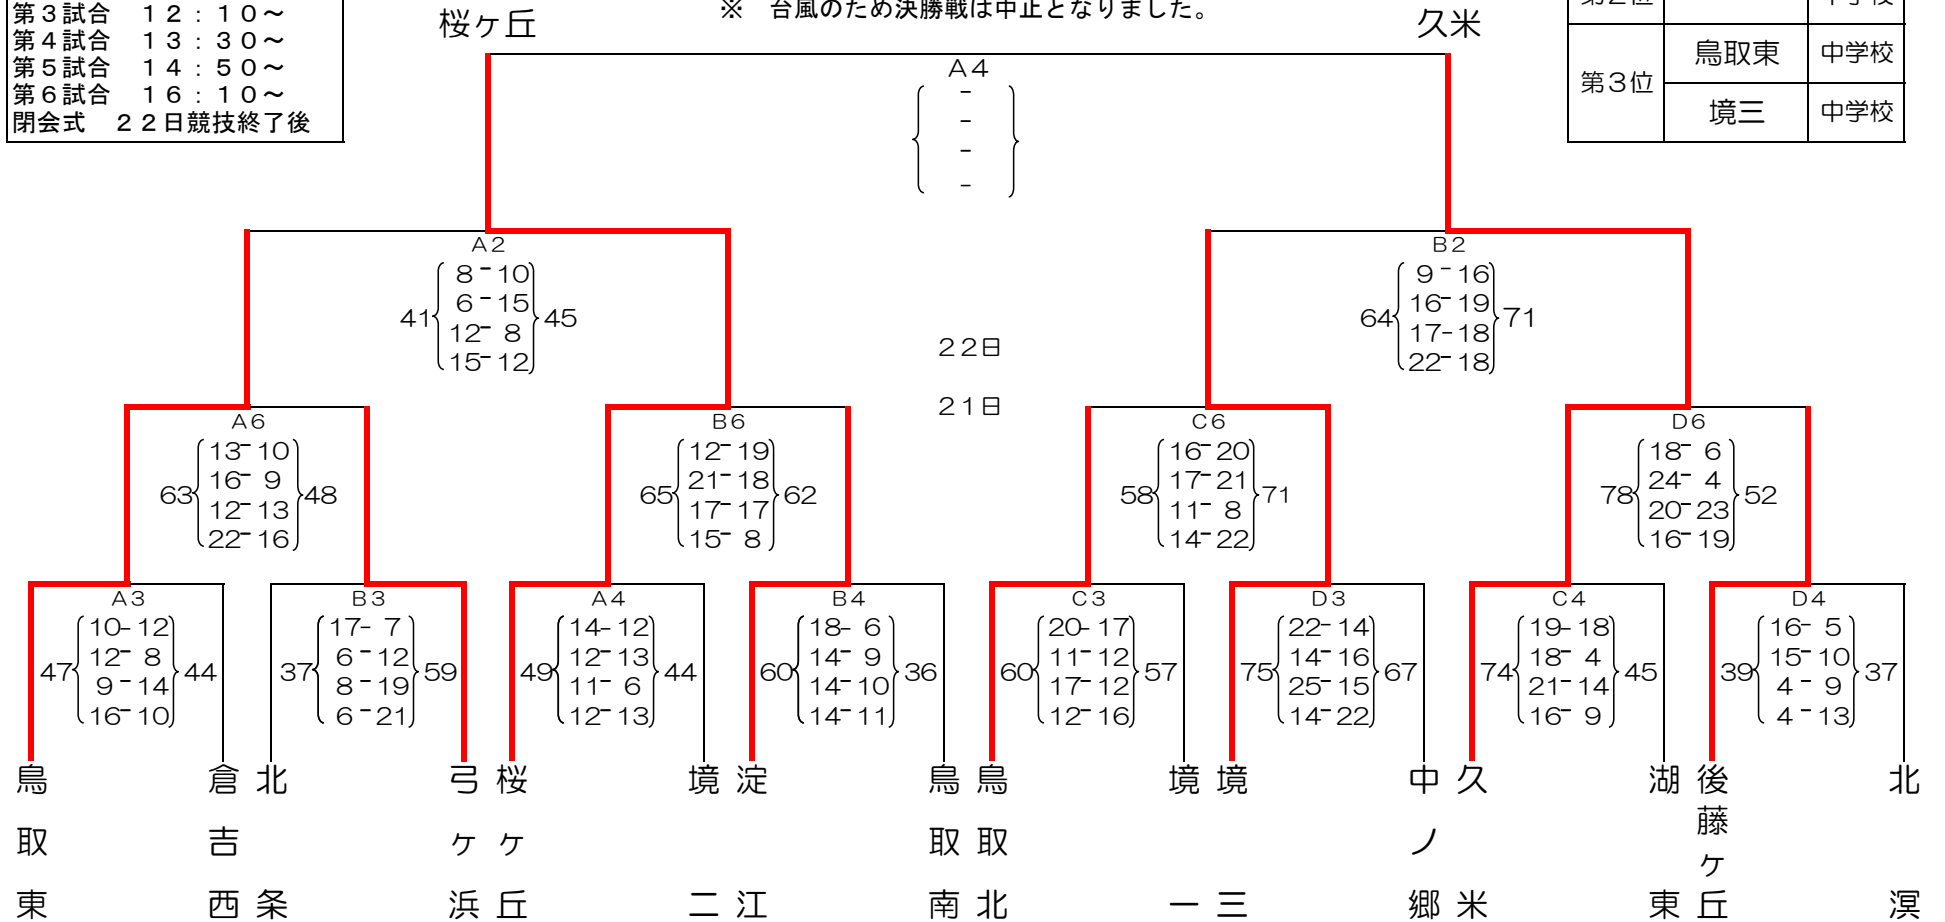 第３試合　１２：１０～
第４試合　１３：３０～
第５試合　１４：５０～
第６試合　１６：１０～
閉会式　２２日競技終了後
※　台風のため決勝戦は中止となりました。
桜ヶ丘
久米
中学校
第３位
鳥取東 中学校
境三 中学校
A4
-
-
-
-
A2
41 45
8-10
6-15
12-8
15-12
B2
64 71
9-16
16-19
17-18
22-18
２２日
２１日
A6
63 48
13-10
16-9
12-13
22-16
B6
65 62
12-19
21-18
17-17
15-8
C6
58 71
16-20
17-21
11-8
14-22
D6
78 52
18-6
24-4
20-23
16-19
A3
47 44
10-12
12-8
9-14
16-10
B3
37 59
17-7
6-12
8-19
6-21
A4
49 44
14-12
12-13
11-6
12-13
B4
60 36
18-6
14-9
14-10
14-11
C3
60 57
20-17
11-12
17-12
12-16
D3
75 67
22-14
14-16
25-15
14-22
C4
74 45
19-18
18-4
21-14
16-9
D4
39 37
16-5
15-10
4-9
4-13
鳥取東
倉吉西
北条
弓ヶ浜
桜ヶ丘
境二
淀江
鳥取南
鳥取北
境一
境三
中ノ郷
久米
湖東
後藤ヶ丘
北溟